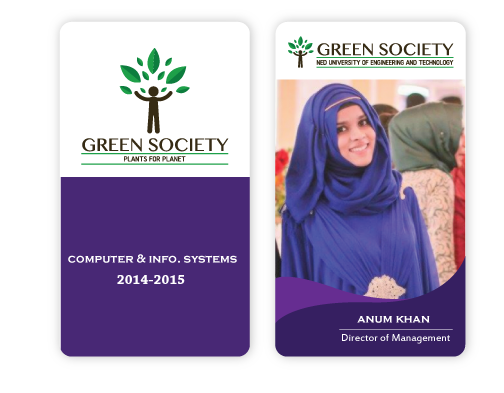 GREEN SOCIETY
PLANTS FOR PLANET
COMPUTER & INFO. SYSTEMS
2014-2015
GREEN SOCIETY
NED UNIVERSITY OF ENGINEERING AND TECHNOLOGY
ANUM KHAN
Director of Management